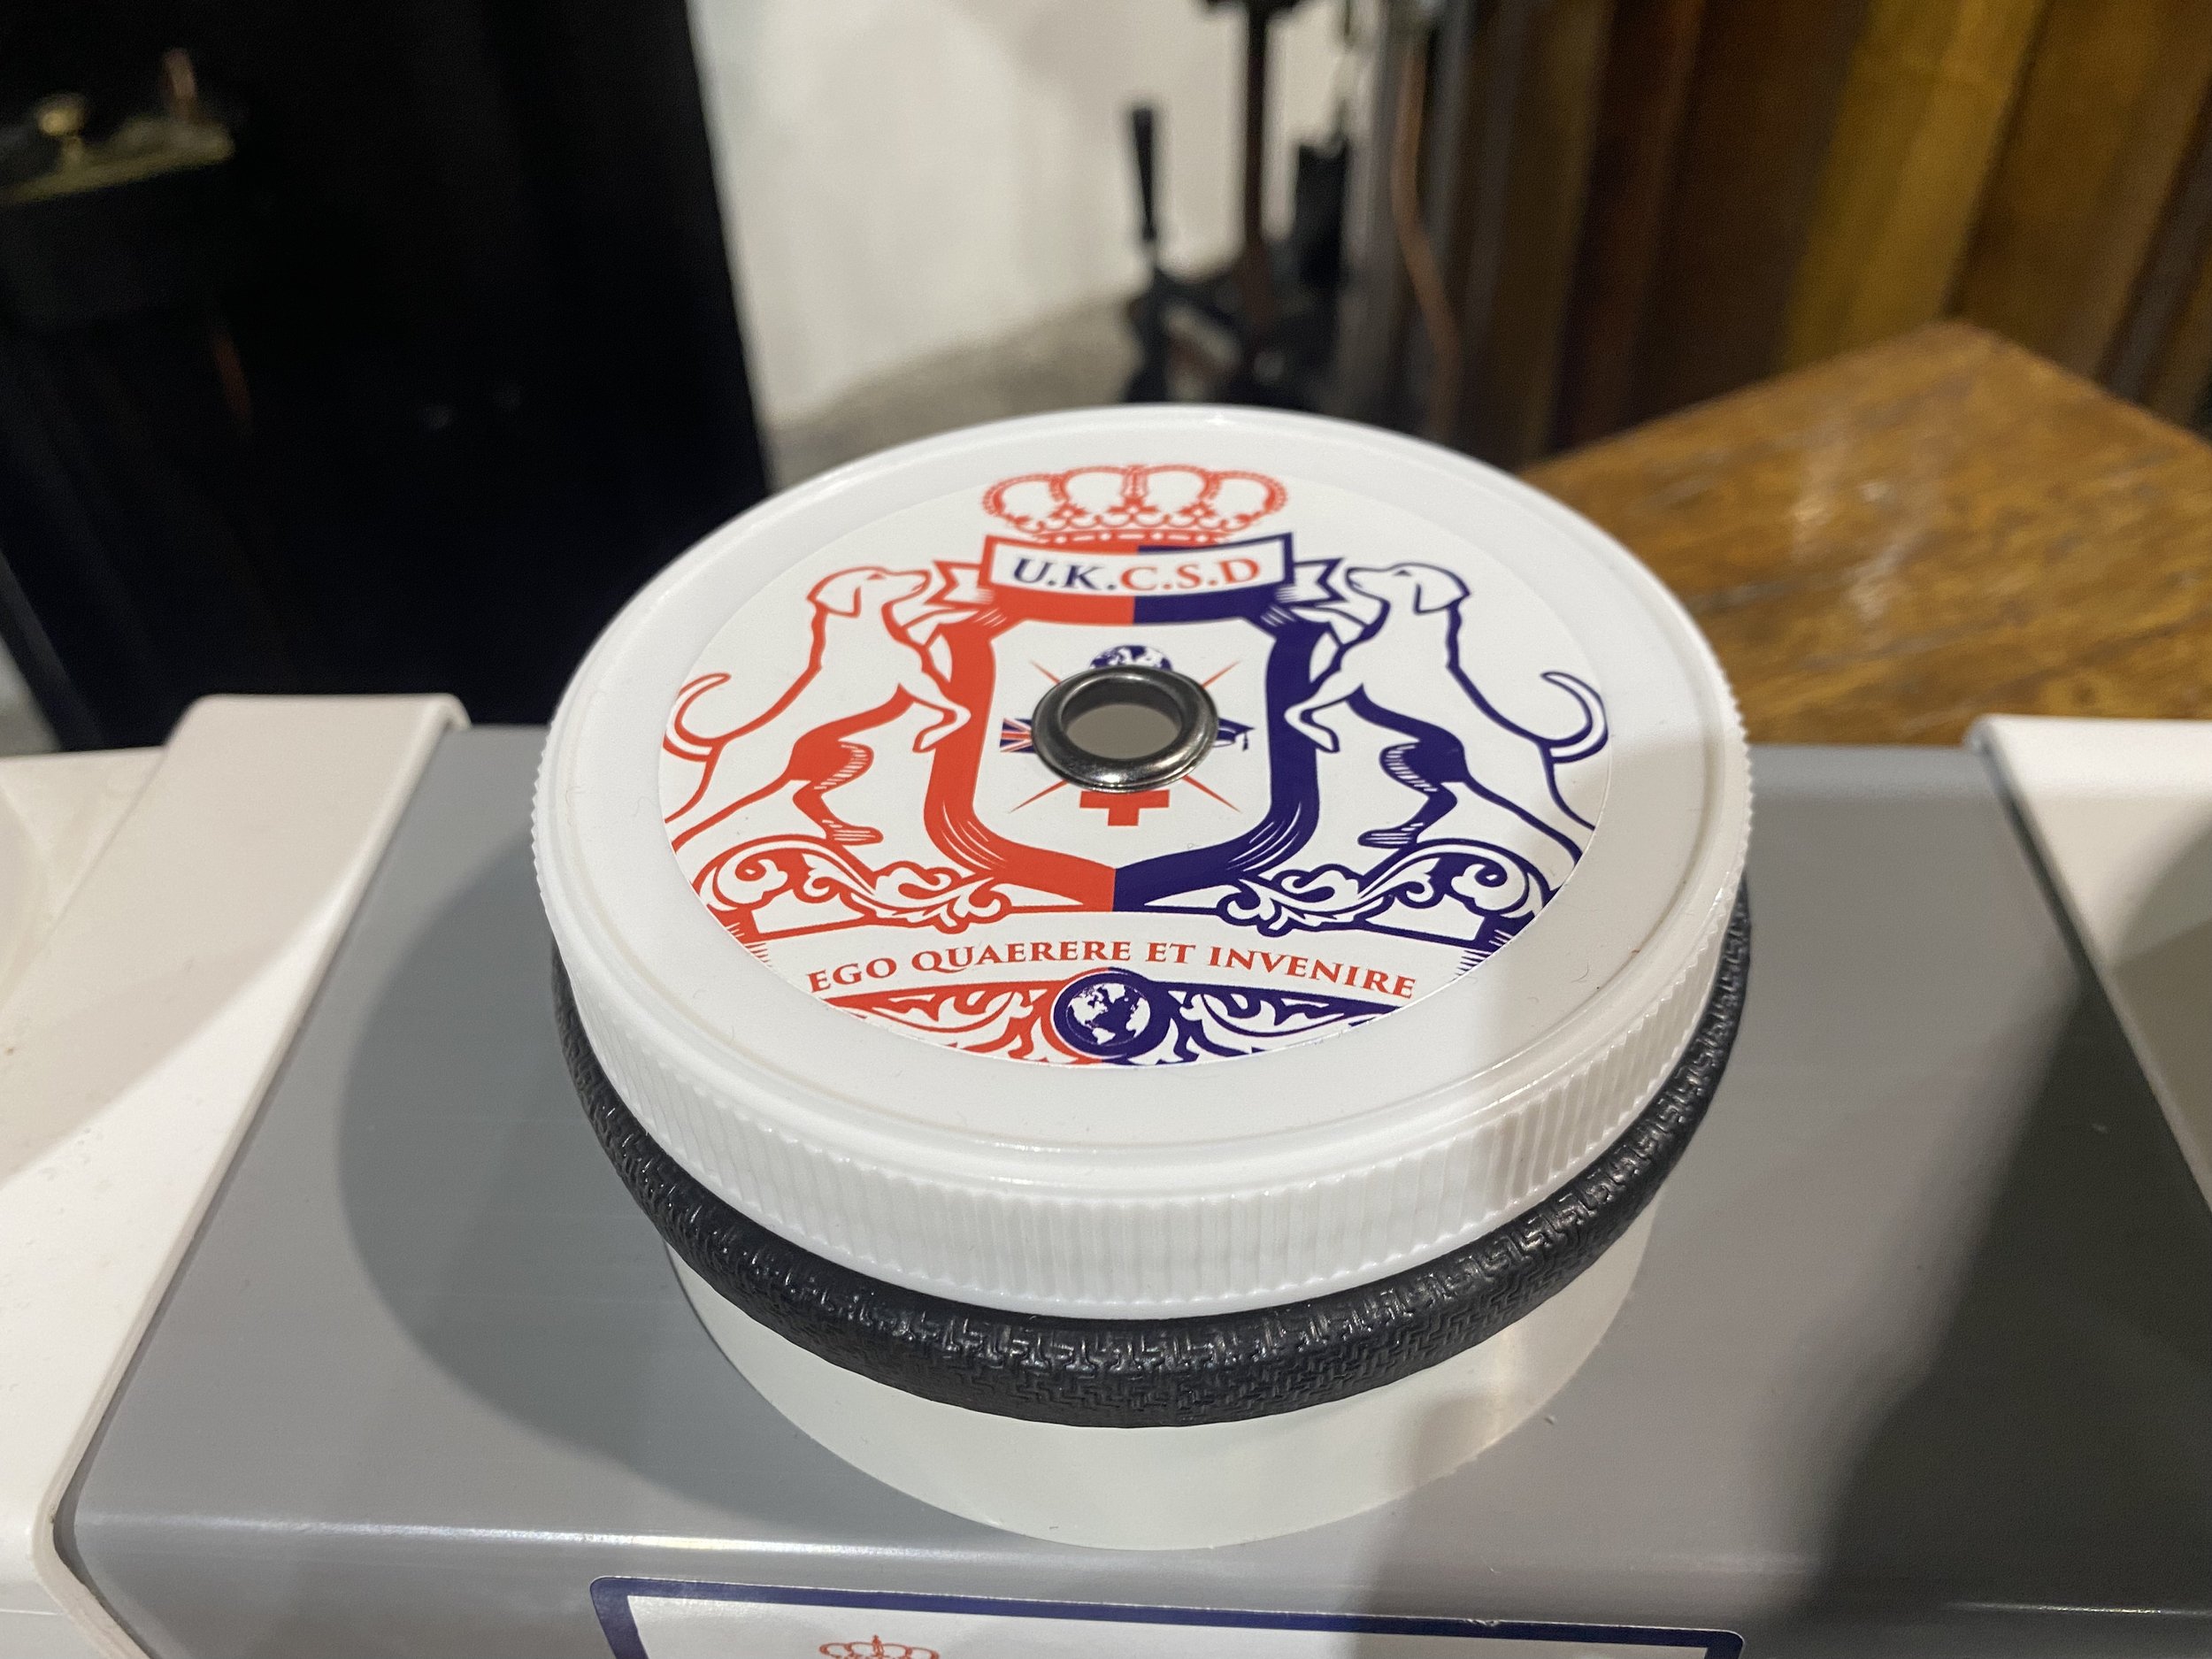 U.K.C.S.D
EGO QUAERERE ET INVENIRE